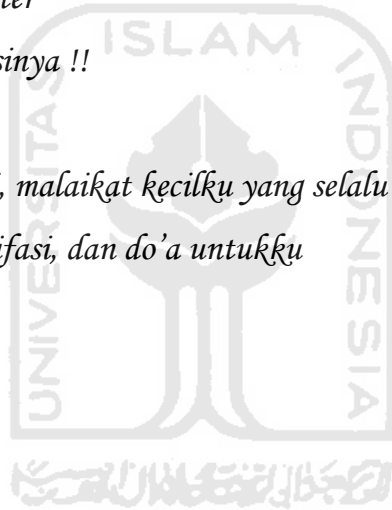 ter
sinya !!
, malaikat kecilku yang selalu
ifasi, dan do’a untukku
ISLAM
UNIVERSITAS
INDONESIA